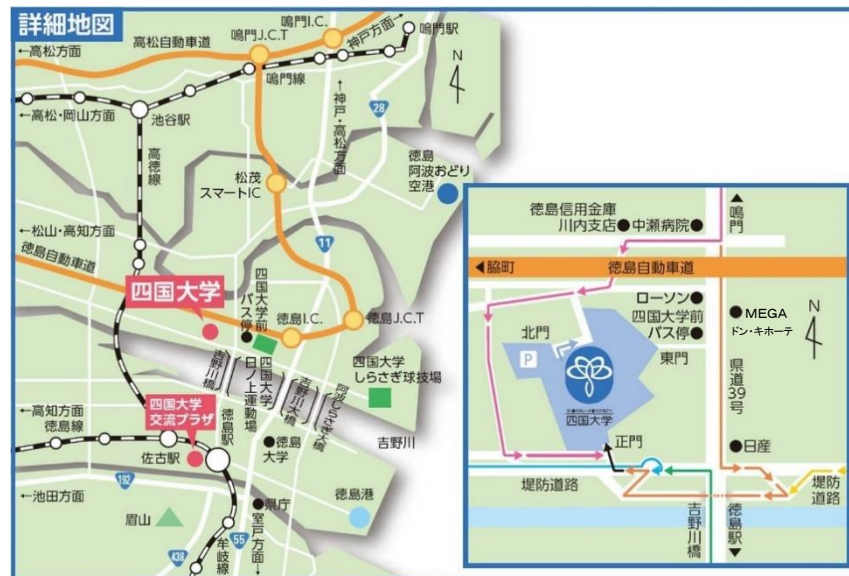 詳細地図
鳴門I.C.
鳴門J.C.T
神戸方面→
鳴門駅
←高松方面
高松自動車道
鳴門線
N
←高松・岡山方面
池谷駅
28
←神戸・高松方面
高徳線
松茂
スマートIC
徳島
阿波おどり
空港
←松山・高知方面
11
徳島自動車道
四国大学
四国大学前
バス停
徳島I.C.
徳島J.C.T
吉野川橋
四国大学
日ノ上運動場
吉野川大橋
阿波しらさぎ大橋
四国大学
しらさぎ球技場
吉野川
←高知方面
徳島線
四国大学
交流プラザ
徳島駅
佐古駅
徳島
大学
192
←池田方面
県庁
徳島港
眉山
室戸方面→
55
438
牟岐線
徳島信用金庫
川内支店
中瀬病院
▲鳴門
◀脇町
徳島自動車道
ローソン
四国大学前
バス停
MEGA
ドン・キホーテ
N
北門
P
東門
県道39号
四国大学
正門
日産
堤防道路
堤防
道路
吉野川橋
徳島駅▼